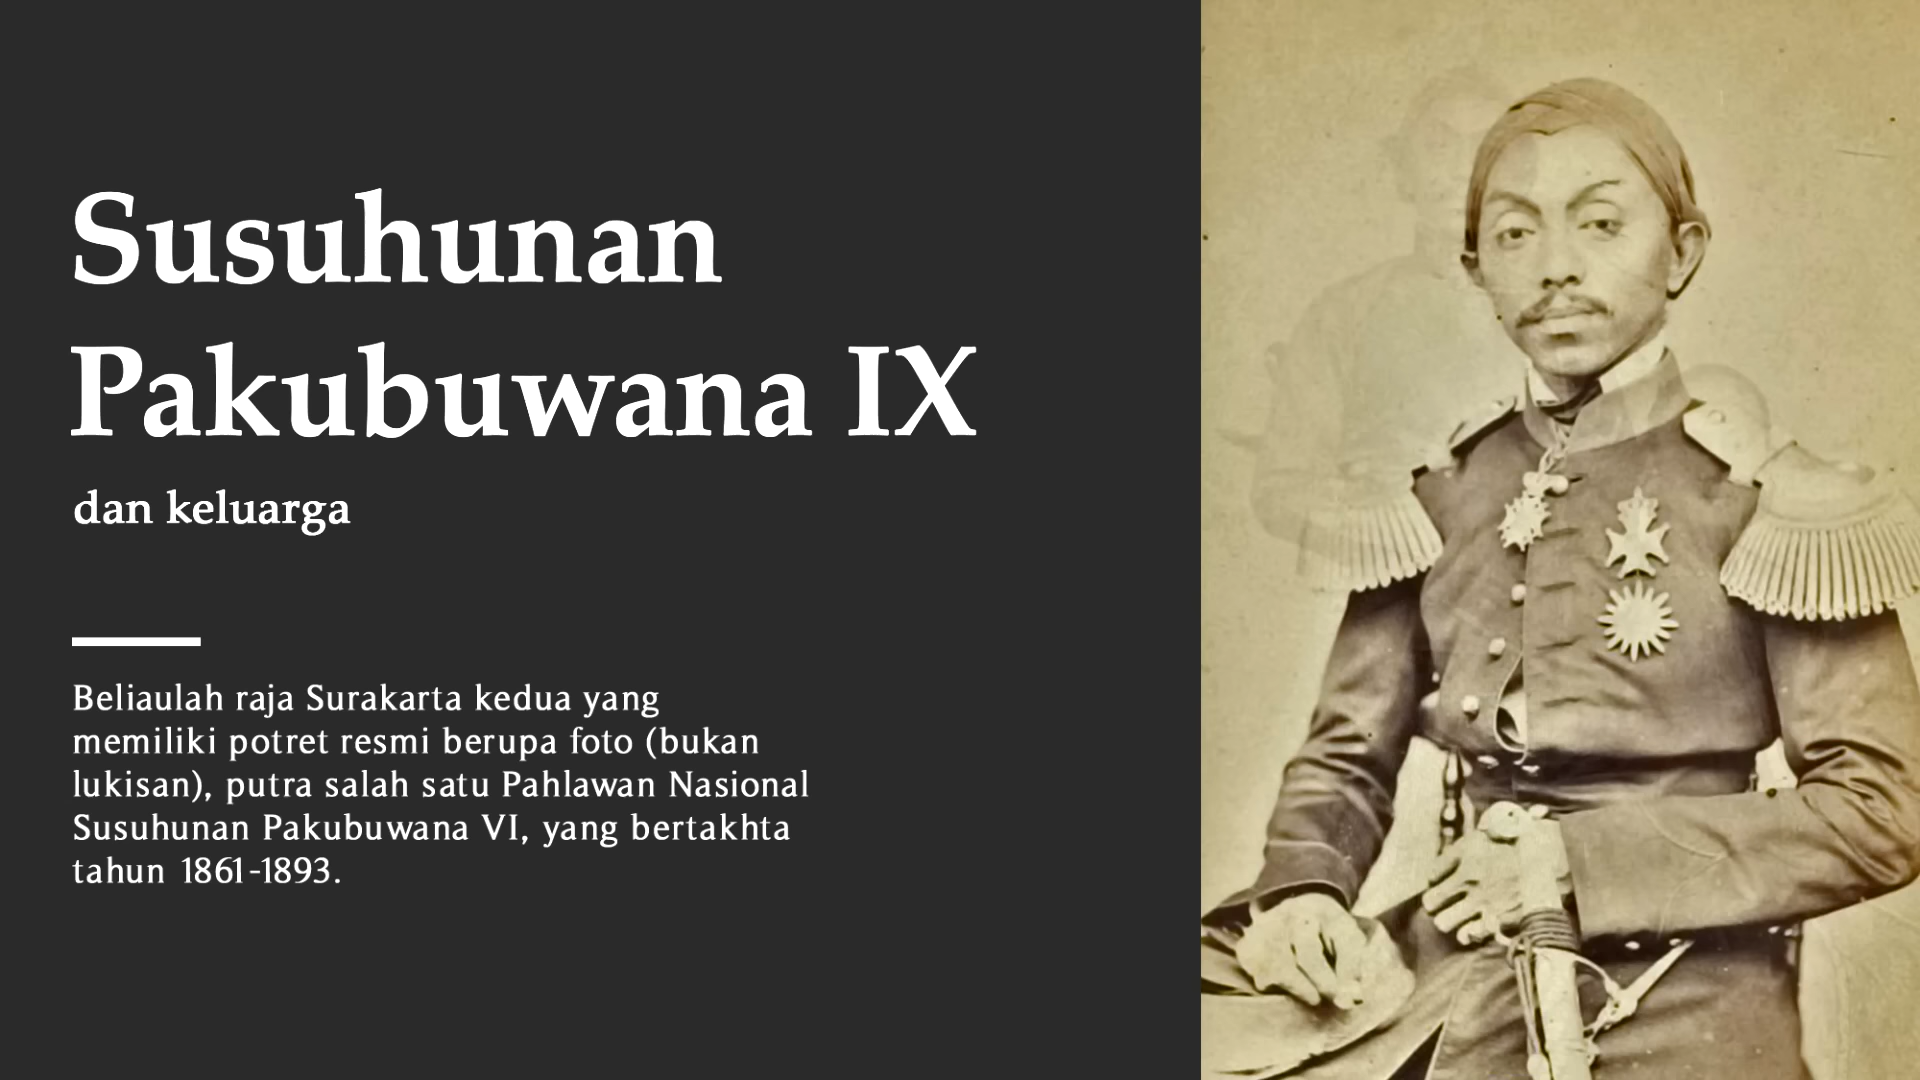 Susuhunan
Pakubuwana IX
dan keluarga
Beliaulah raja Surakarta kedua yang
memiliki potret resmi berupa foto (bukan
lukisan), putra salah satu Pahlawan Nasional
Susuhunan Pakubuwana VI, yang bertakhta
tahun 1861-1893.